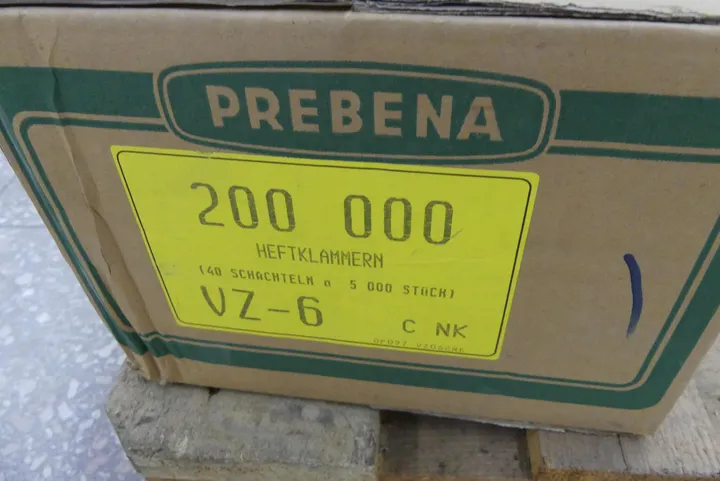 PREBENA
200 000
HEFTKLAMMERN
(40 SCHACHTELN a 5 000 STÜCK)
VZ-6 C NK